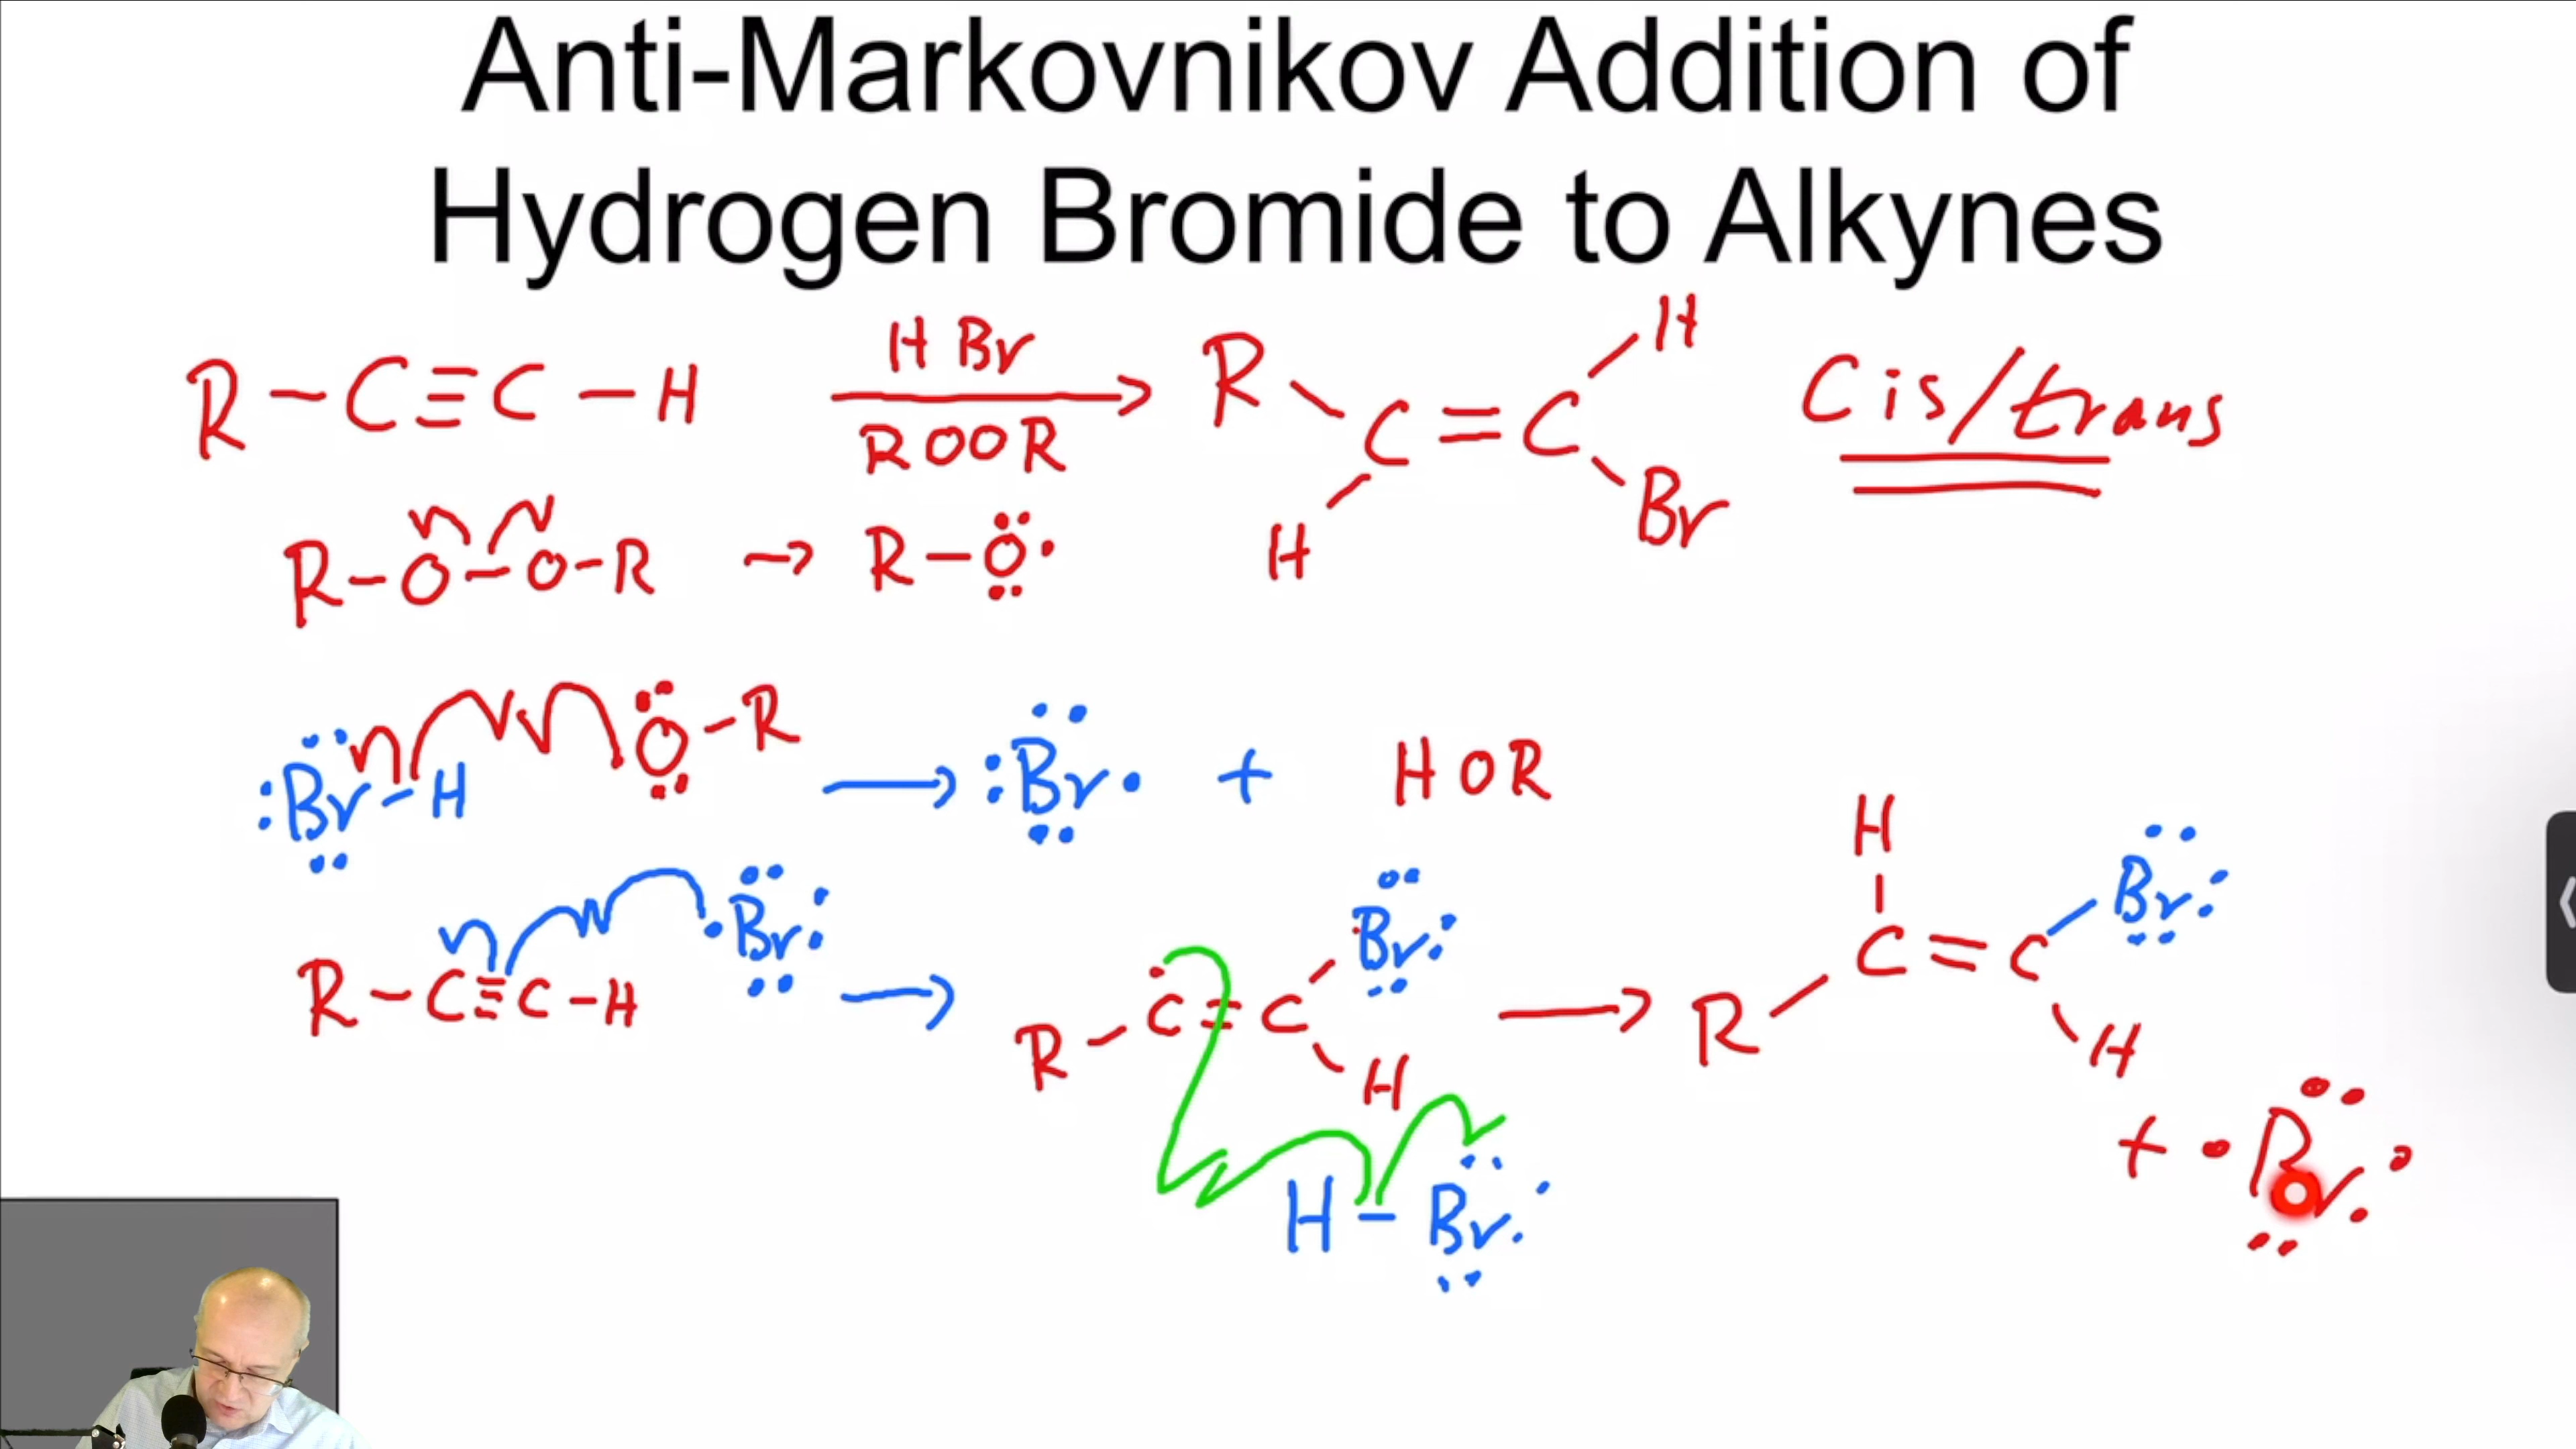 Anti-Markovnikov Addition of
Hydrogen Bromide to Alkynes
R-C≡C-H HBr ROOR → R H C=C H Br Cis/trans
R-O-O-R → R-Ö·
:Br-H O-R → :Br· + HOR
R-C≡C-H ·Br: → R-Ċ=C Br: H → R H C=C Br: H
H-Br: + ·Br: